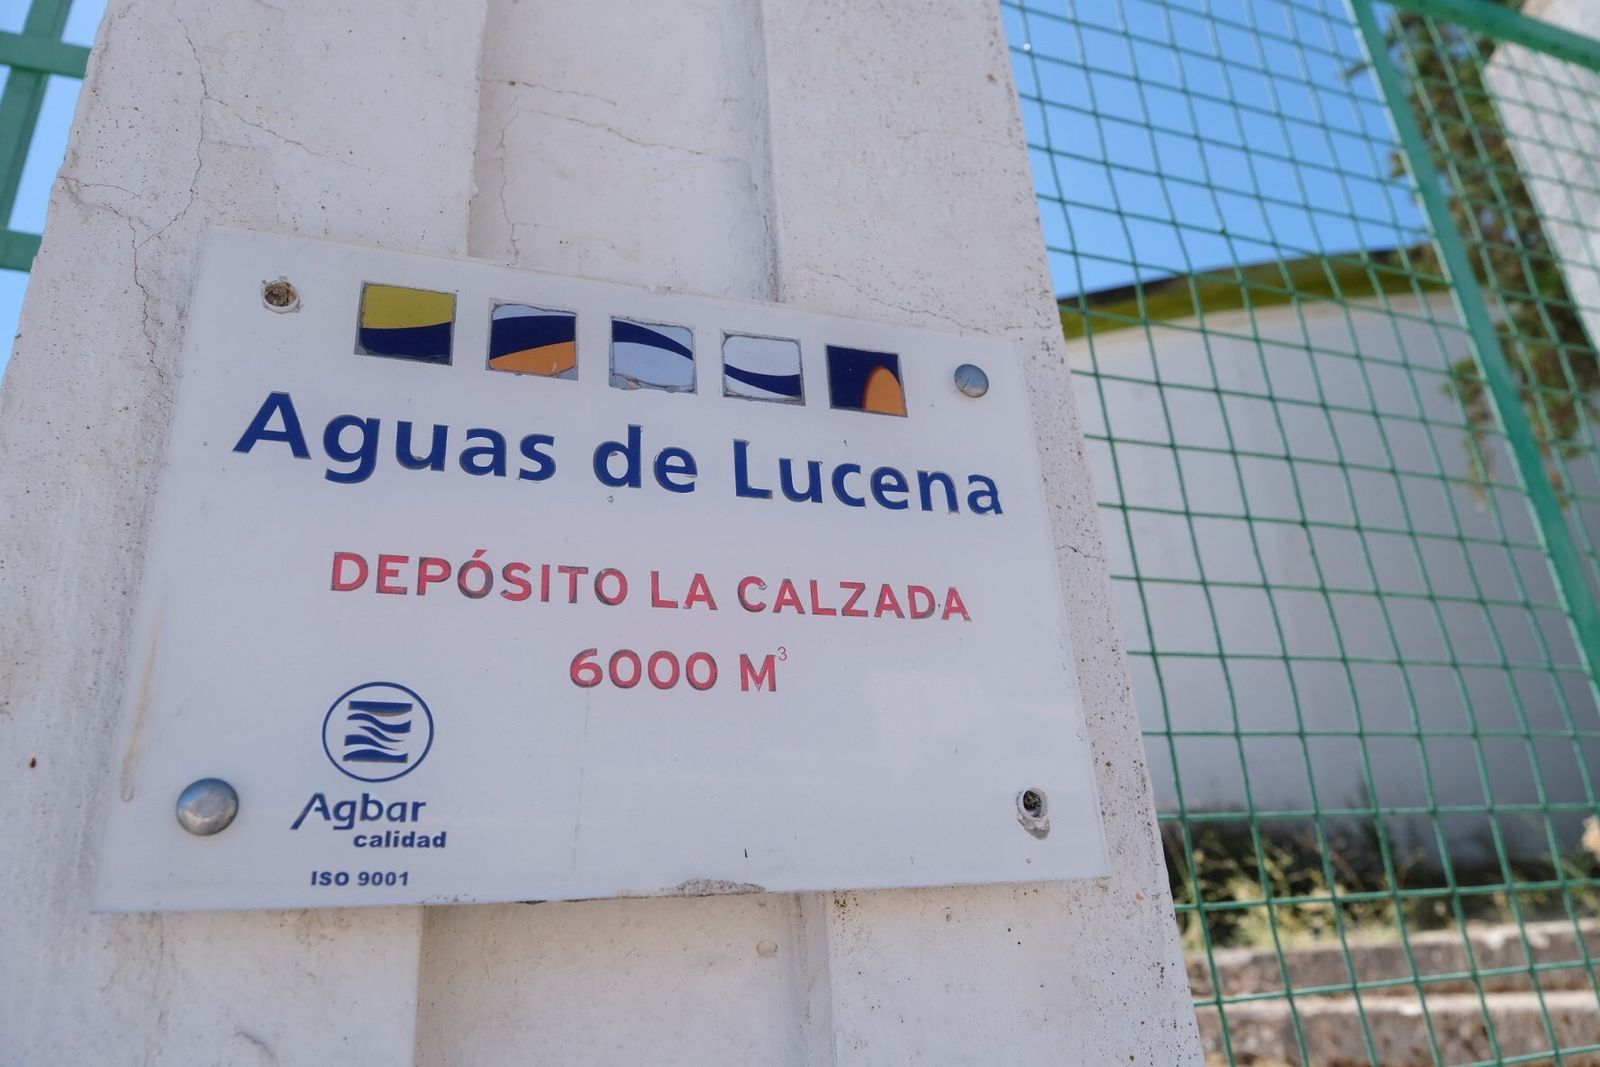 Aguas de Lucena
DEPÓSITO LA CALZADA
6000 M³
Agbar
calidad
ISO 9001